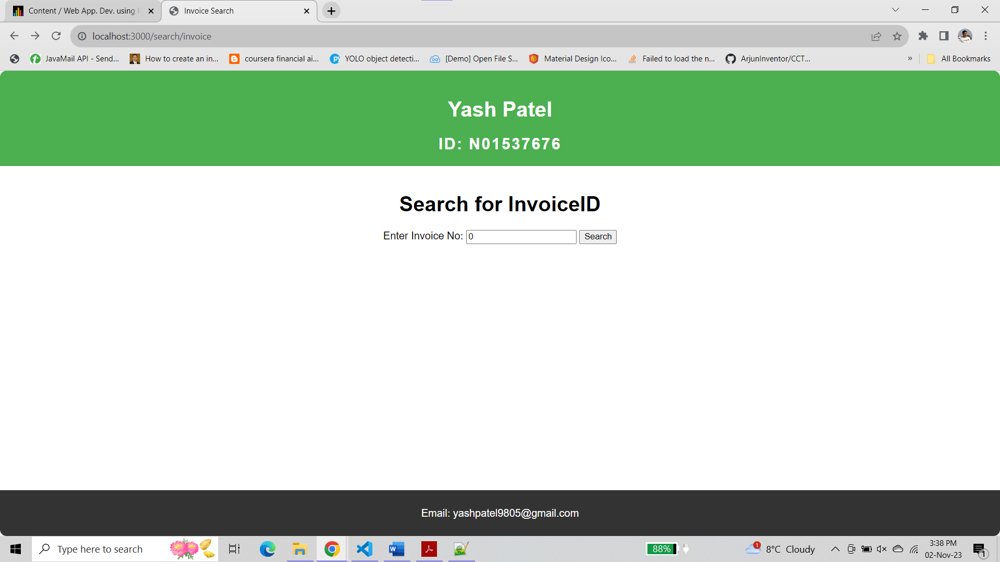 Content / Web App. Dev. using
Invoice Search
localhost:3000/search/invoice
JavaMail API - Send...
How to create an in...
coursera financial ai...
YOLO object detecti...
[Demo] Open File S...
Material Design Ico...
Failed to load the n...
ArjunInventor/CCT...
»
All Bookmarks
Yash Patel
ID: N01537676
Search for InvoiceID
Enter Invoice No: 0 Search
Email: yashpatel9805@gmail.com
Type here to search
88%
1
8°C Cloudy
3:38 PM
02-Nov-23
1